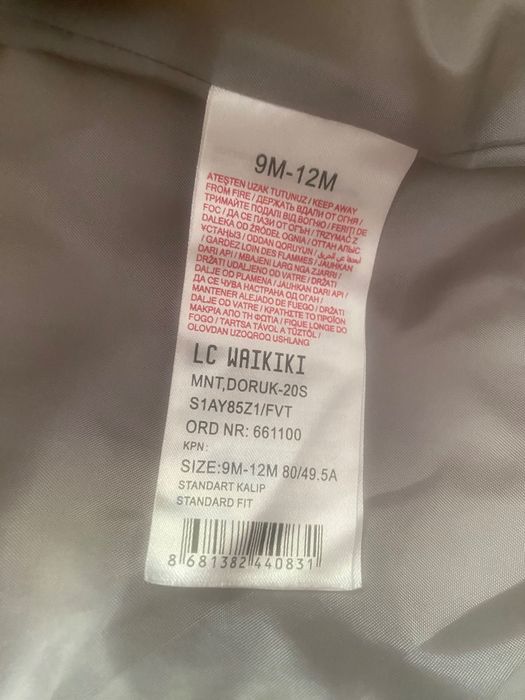 9M-12M
ATEŞTEN UZAK TUTUNUZ / KEEP AWAY
FROM FIRE / ДЕРЖАТЬ ВДАЛИ ОТ ОГНЯ /
ТРИМАЙТЕ ПОДАЛІ ВІД ВОГНЮ / FERITI DE
FOC / ДА СЕ ПАЗИ ОТ ОГЪН / TRZYMAĆ Z
DALEKA OD ŹRÓDEŁ OGNIA / ОТТАН АЛЫС
ҰСТАҢЫЗ / ODDAN QORUYUN / أبعدها عن الحريق
/ GARDEZ LOIN DES FLAMMES / JAUHKAN
DARI API / MBAJENI LARG NGA ZJARRI /
DRŽATI UDALJENO OD VATRE / DRŽATI
DALJE OD PLAMENA / JAUHKAN DARI API /
ДА СЕ ЧУВА НАСТРАНА ОД ОГАН /
MANTENER ALEJADO DE FUEGO / DRŽATI
DALJE OD VATRE / ΚΡΑΤΗΣΤΕ ΤΟ ΠΡΟΪΟΝ
ΜΑΚΡΙΑ ΑΠΟ ΤΗ ΦΩΤΙΑ / FIQUE LONGE DO
FOGO / TARTSA TÁVOL A TŰZTŐL /
OLOVDAN UZOQROQ USHLANG
LC WAIKIKI
MNT,DORUK-20S
S1AY85Z1/FVT
ORD NR: 661100
KPN:
SIZE:9M-12M 80/49.5A
STANDART KALIP
STANDARD FIT
8 681382 440831